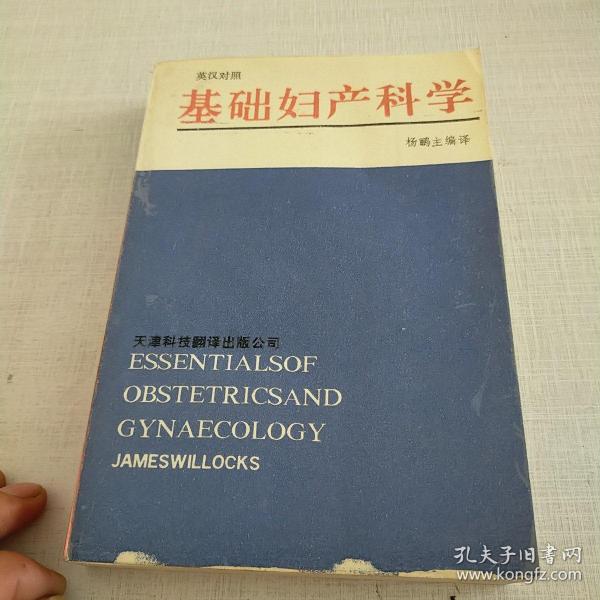 英汉对照
基础妇产科学
杨鹂主编译
天津科技翻译出版公司
ESSENTIALSOF
OBSTETRICSAND
GYNAECOLOGY
JAMESWILLOCKS
孔夫子旧书网
www.kongfz.com